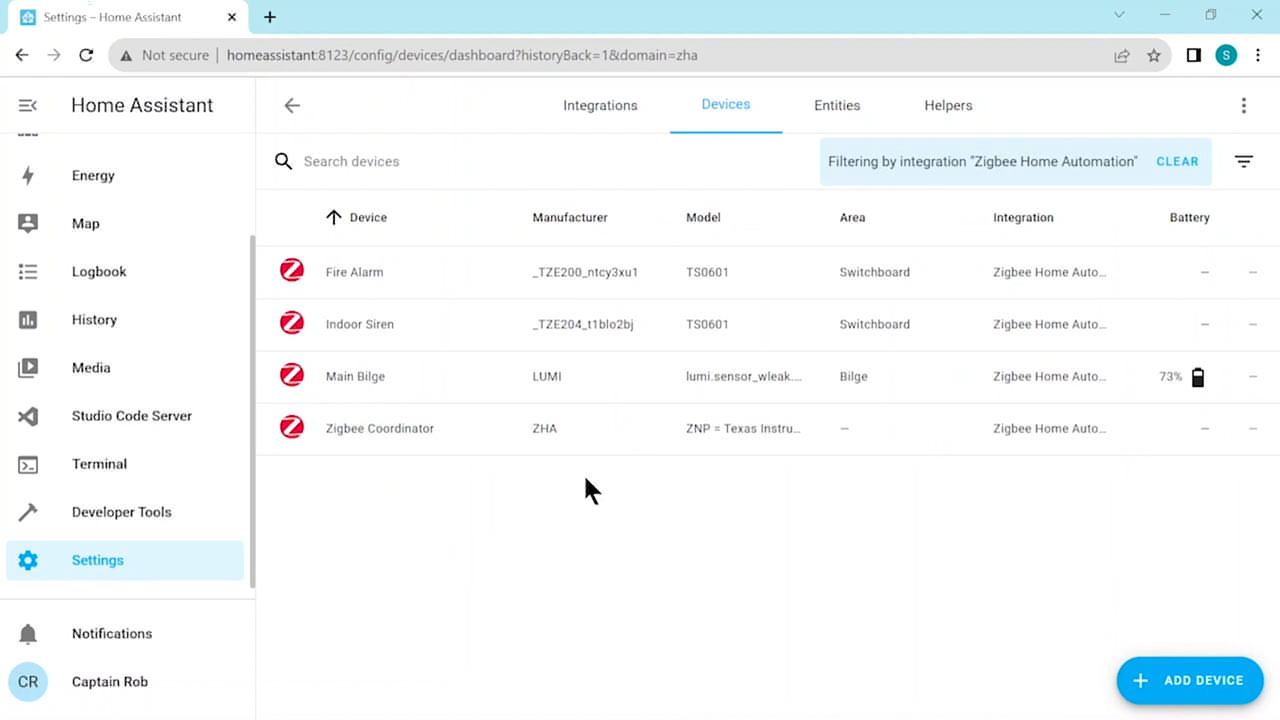 Settings – Home Assistant
Not secure
homeassistant:8123/config/devices/dashboard?historyBack=1&domain=zha
S
Home Assistant
Integrations
Devices
Entities
Helpers
Search devices
Filtering by integration "Zigbee Home Automation"
CLEAR
Energy
Map
Logbook
History
Media
Studio Code Server
Terminal
Developer Tools
Settings
Notifications
CR
Captain Rob
Device Manufacturer Model Area Integration Battery
Fire Alarm _TZE200_ntcy3xu1 TS0601 Switchboard Zigbee Home Auto... – –
Indoor Siren _TZE204_t1blo2bj TS0601 Switchboard Zigbee Home Auto... – –
Main Bilge LUMI lumi.sensor_wleak.... Bilge Zigbee Home Auto... 73% –
Zigbee Coordinator ZHA ZNP = Texas Instru... – Zigbee Home Auto... – –
+ ADD DEVICE